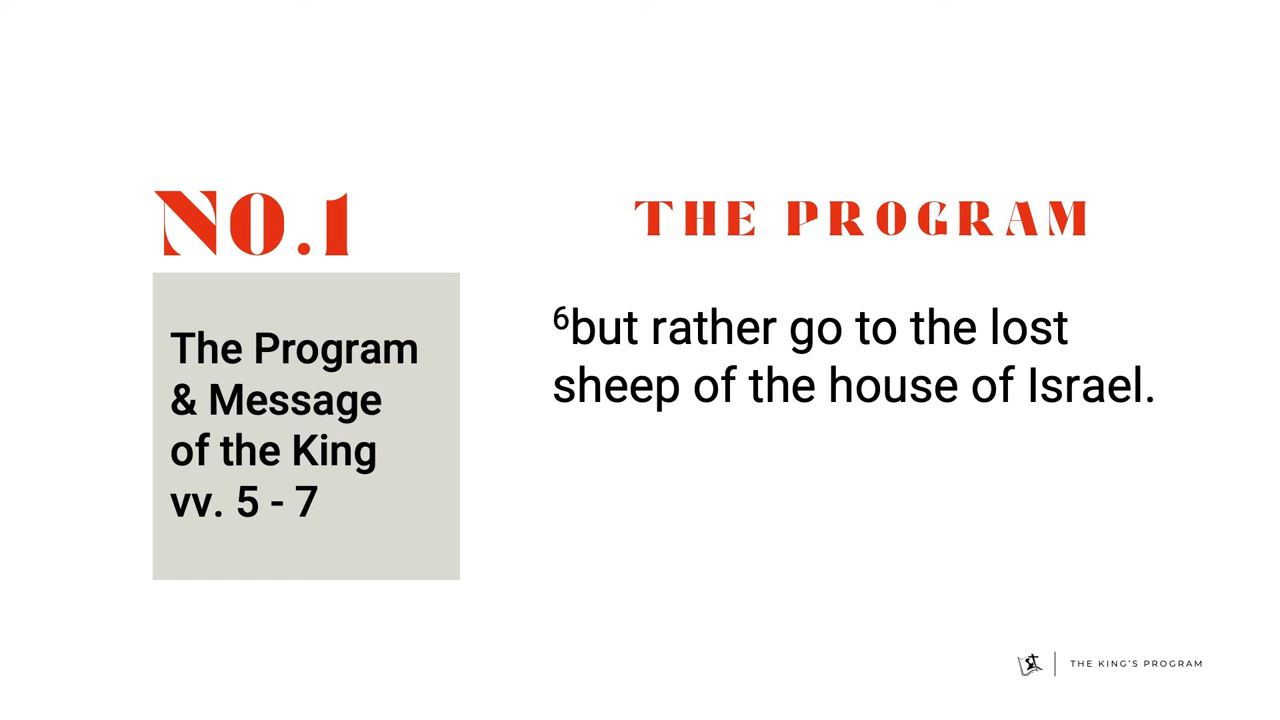 NO.1
The Program
& Message
of the King
vv. 5 - 7
THE PROGRAM
⁶but rather go to the lost
sheep of the house of Israel.
THE KING'S PROGRAM